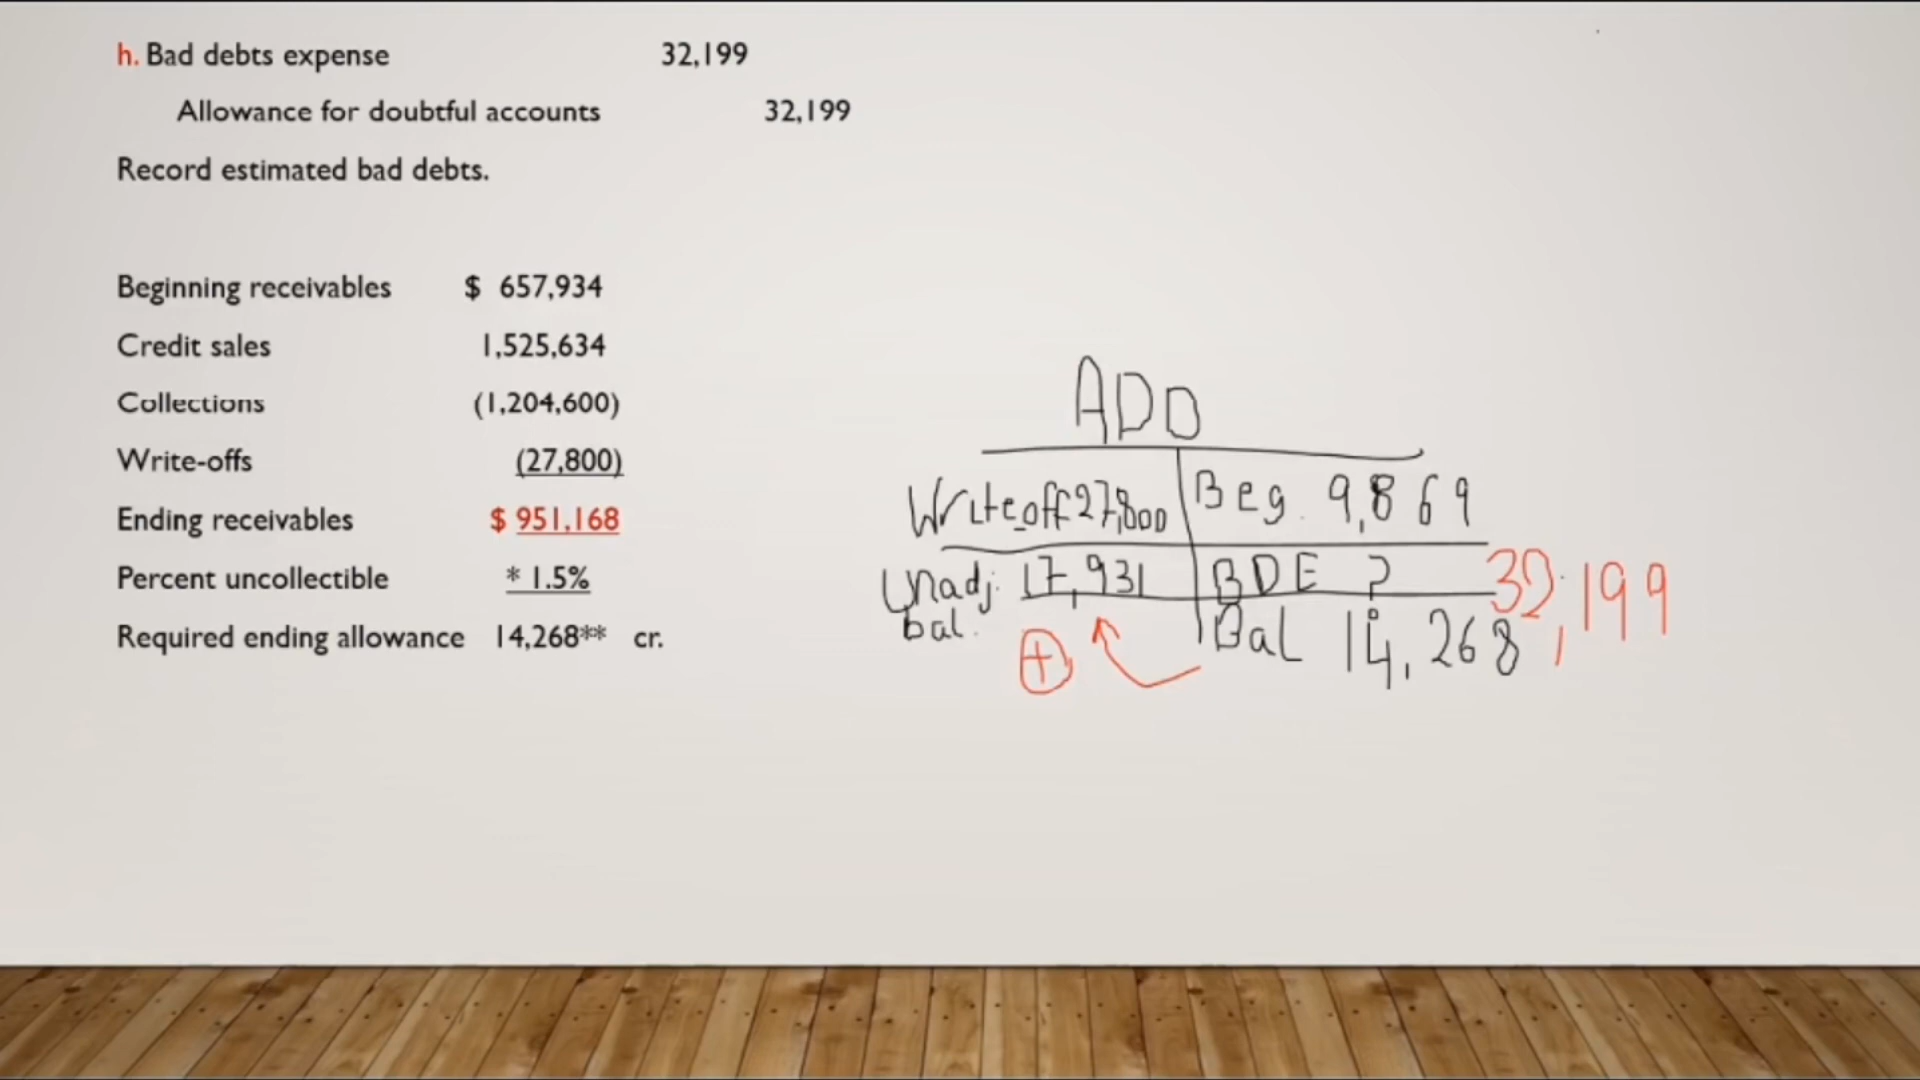 h. Bad debts expense 32,199
Allowance for doubtful accounts 32,199
Record estimated bad debts.
Beginning receivables $ 657,934
Credit sales 1,525,634
Collections (1,204,600)
Write-offs (27,800)
Ending receivables $ 951,168
Percent uncollectible * 1.5%
Required ending allowance 14,268** cr.
ADD
Write-off 27,800 Beg. 9,869
Unadj. bal. 17,931 BDE ? 32,199
+ Bal 14,268